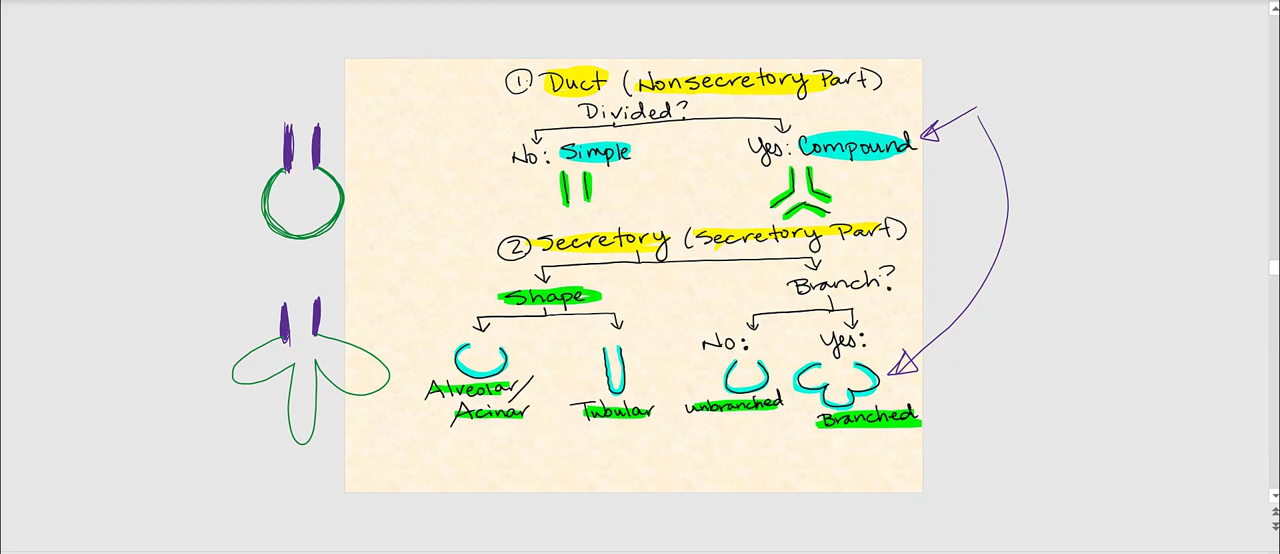 ① Duct (Nonsecretory Part)
Divided?
No: Simple
Yes: Compound
② Secretory (Secretory Part)
Shape
Branch?
No:
Yes:
Alveolar/
Acinar
Tubular
unbranched
Branched